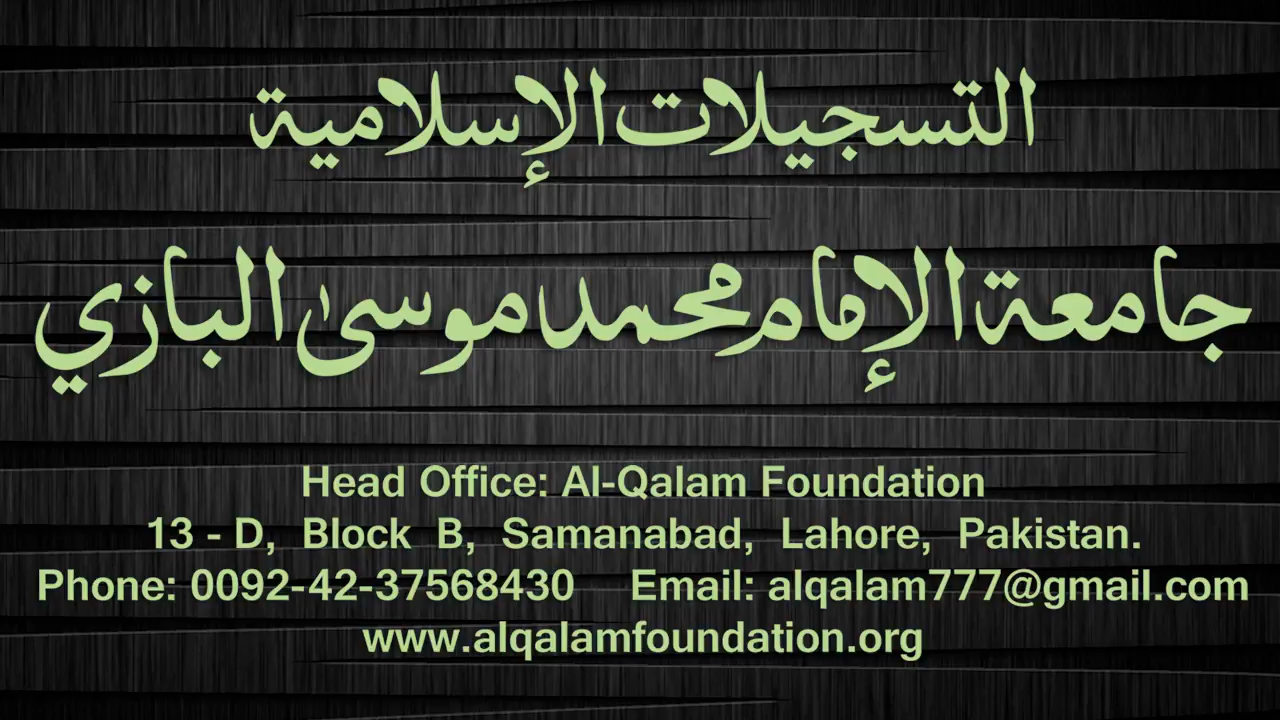 التسجيلات الإسلامية
جامعة الإمام محمد موسىٰ البازي
Head Office: Al-Qalam Foundation
13 - D, Block B, Samanabad, Lahore, Pakistan.
Phone: 0092-42-37568430 Email: alqalam777@gmail.com
www.alqalamfoundation.org